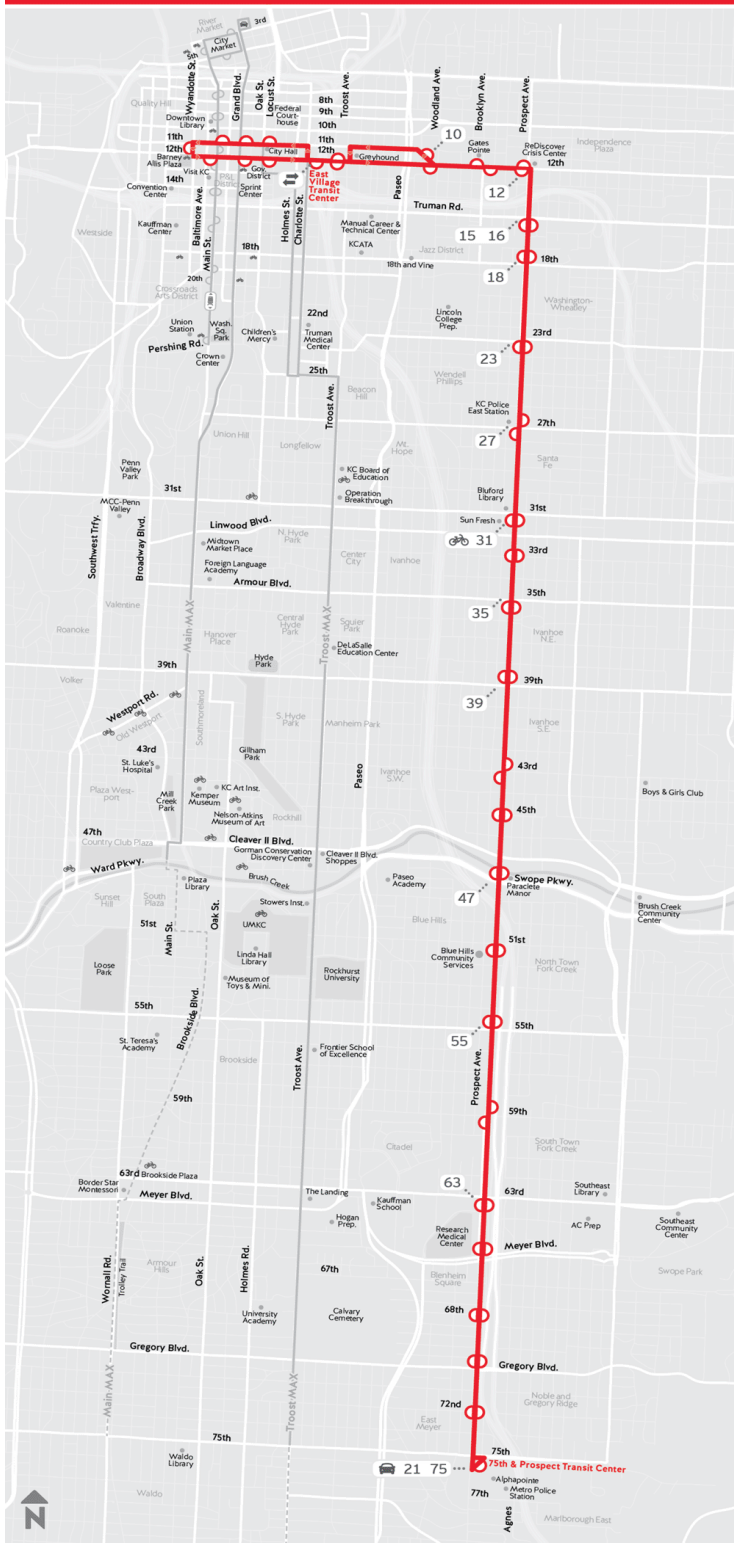 River
Market
3rd
City
Market
5th
Wyandotte St.
Grand Blvd.
Oak St.
Locust St.
Troost Ave.
Woodland Ave.
Brooklyn Ave.
Prospect Ave.
Quality Hill
Federal
Court-
house
8th
9th
10th
11th
12th
Downtown
Library
11th
12th
City Hall
Greyhound
10
Gates
Pointe
ReDiscover
Crisis Center
12th
Independence
Plaza
Barney
Allis Plaza
Visit KC
P&L
District
Gov.
District
East
Village
Transit
Center
14th
Convention
Center
Sprint
Center
Paseo
12
Truman Rd.
Baltimore Ave.
Main St.
Holmes St.
Charlotte St.
Kauffman
Center
Westside
Manual Career &
Technical Center
KCATA
Jazz District
15 16
18th
18th and Vine
18th
18
20th
Crossroads
Arts District
Washington-
Wheatley
Union
Station
Wash.
Sq.
Park
Children's
Mercy
22nd
Truman
Medical
Center
Lincoln
College
Prep.
23rd
23
Pershing Rd.
Crown
Center
25th
Wendell
Phillips
Troost Ave.
Beacon
Hill
KC Police
East Station
27th
27
Union Hill
Longfellow
Mt.
Hope
Santa
Fe
Penn
Valley
Park
KC Board of
Education
Operation
Breakthrough
31st
Bluford
Library
31st
MCC-Penn
Valley
Sun Fresh
31
Southwest Trfy.
Broadway Blvd.
Linwood Blvd.
N. Hyde
Park
Midtown
Market Place
33rd
Center
City
Ivanhoe
Foreign Language
Academy
Armour Blvd.
35th
35
Valentine
Main MAX
Troost MAX
Central
Hyde
Park
Squier
Park
Roanoke
Hanover
Place
Ivanhoe
N.E.
DeLaSalle
Education Center
39th
Hyde
Park
Volker
39th
39
Westport Rd.
Old Westport
Southmoreland
S. Hyde
Park
Manheim Park
Ivanhoe
S.E.
43rd
St. Luke's
Hospital
Gillham
Park
Paseo
Ivanhoe
S.W.
43rd
Plaza West-
port
Mill
Creek
Park
Kemper
Museum
KC Art Inst.
Nelson-Atkins
Museum of Art
Rockhill
45th
Boys & Girls Club
47th
Country Club Plaza
Cleaver II Blvd.
Gorman Conservation
Discovery Center
Cleaver II Blvd.
Shoppes
Ward Pkwy.
Brush
Creek
Plaza
Library
Paseo
Academy
Swope Pkwy.
Paraclete
Manor
47
Sunset
Hill
South
Plaza
Oak St.
Stowers Inst.
Brush Creek
Community
Center
51st
Main St.
UMKC
Blue Hills
51st
Linda Hall
Library
Blue Hills
Community
Services
North Town
Fork Creek
Loose
Park
Museum of
Toys & Mini.
Rockhurst
University
55th
Brookside Blvd.
55th
55
St. Teresa's
Academy
Brookside
Troost Ave.
Frontier School
of Excellence
Prospect Ave.
59th
59th
Citadel
South Town
Fork Creek
63rd
Brookside Plaza
Border Star
Montessori
Meyer Blvd.
63
The Landing
Kauffman
School
63rd
Southeast
Library
Hogan
Prep.
Research
Medical
Center
AC Prep
Southeast
Community
Center
Meyer Blvd.
Wornall Rd.
Trolley Trail
Armour
Hills
Oak St.
Holmes Rd.
67th
Blenheim
Square
Swope Park
University
Academy
Calvary
Cemetery
68th
Gregory Blvd.
Gregory Blvd.
Main MAX
Troost MAX
Noble and
Gregory Ridge
72nd
East
Meyer
75th
75th
Waldo
Library
21 75
75th & Prospect Transit Center
Alphapointe
Metro Police
Station
77th
Agnes
Waldo
Marlborough East
N